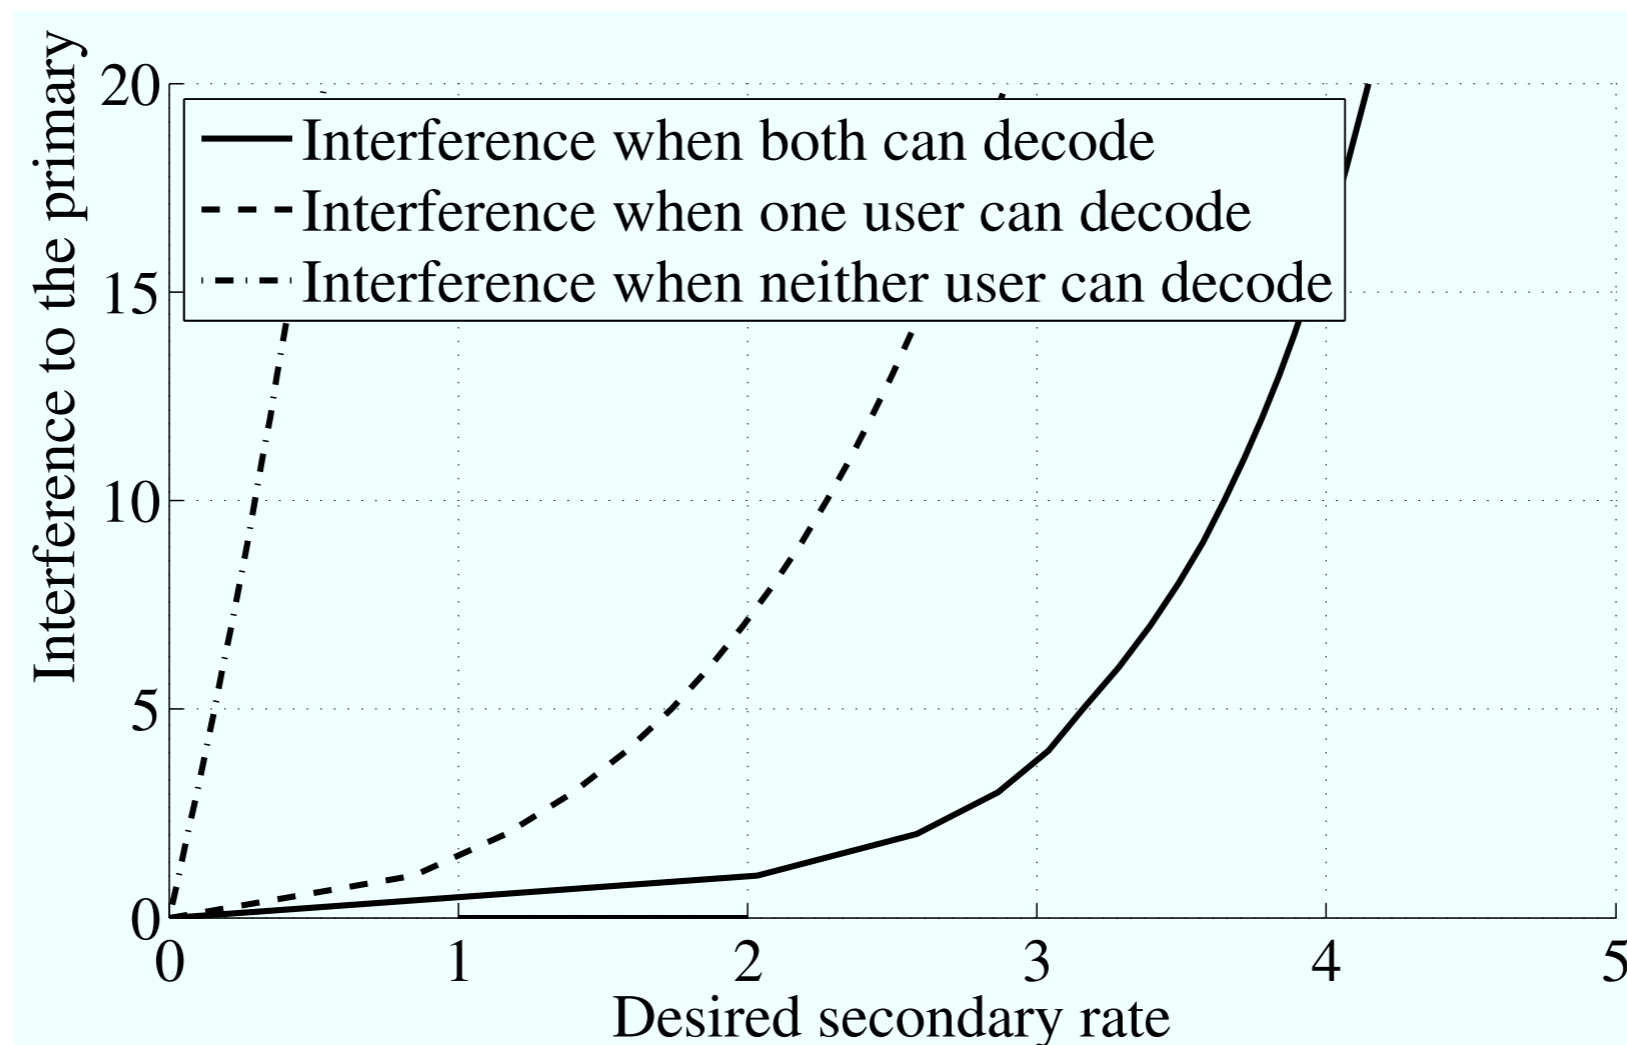 Interference to the primary
20
15
10
5
0
Interference when both can decode
Interference when one user can decode
Interference when neither user can decode
0 1 2 3 4 5
Desired secondary rate